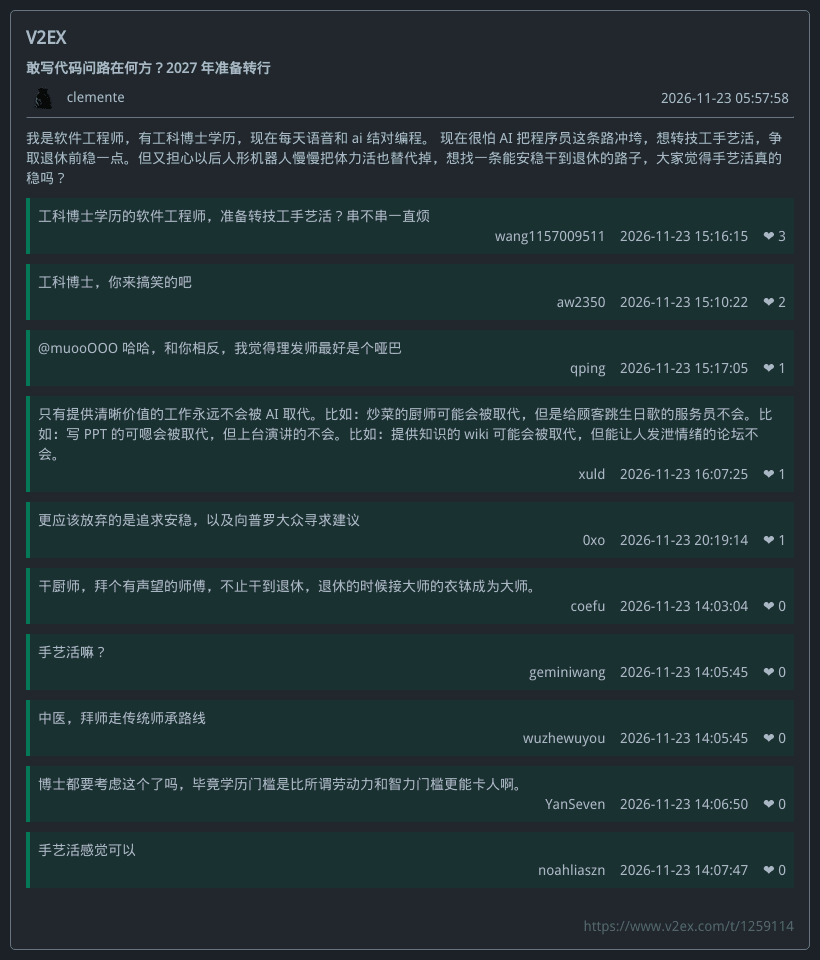 V2EX
敢写代码问路在何方？2027 年准备转行
clemente 2026-11-23 05:57:58
我是软件工程师，有工科博士学历，现在每天语音和 ai 结对编程。 现在很怕 AI 把程序员这条路冲垮，想转技工手艺活，争
取退休前稳一点。但又担心以后人形机器人慢慢把体力活也替代掉，想找一条能安稳干到退休的路子，大家觉得手艺活真的
稳吗？
工科博士学历的软件工程师，准备转技工手艺活？串不串一直烦
wang1157009511 2026-11-23 15:16:15 ❤ 3
工科博士，你来搞笑的吧
aw2350 2026-11-23 15:10:22 ❤ 2
@muooOOO 哈哈，和你相反，我觉得理发师最好是个哑巴
qping 2026-11-23 15:17:05 ❤ 1
只有提供清晰价值的工作永远不会被 AI 取代。比如：炒菜的厨师可能会被取代，但是给顾客跳生日歌的服务员不会。比
如：写 PPT 的可嗯会被取代，但上台演讲的不会。比如：提供知识的 wiki 可能会被取代，但能让人发泄情绪的论坛不
会。
xuld 2026-11-23 16:07:25 ❤ 1
更应该放弃的是追求安稳，以及向普罗大众寻求建议
0xo 2026-11-23 20:19:14 ❤ 1
干厨师，拜个有声望的师傅，不止干到退休，退休的时候接大师的衣钵成为大师。
coefu 2026-11-23 14:03:04 ❤ 0
手艺活嘛？
geminiwang 2026-11-23 14:05:45 ❤ 0
中医，拜师走传统师承路线
wuzhewuyou 2026-11-23 14:05:45 ❤ 0
博士都要考虑这个了吗，毕竟学历门槛是比所谓劳动力和智力门槛更能卡人啊。
YanSeven 2026-11-23 14:06:50 ❤ 0
手艺活感觉可以
noahliaszn 2026-11-23 14:07:47 ❤ 0
https://www.v2ex.com/t/1259114